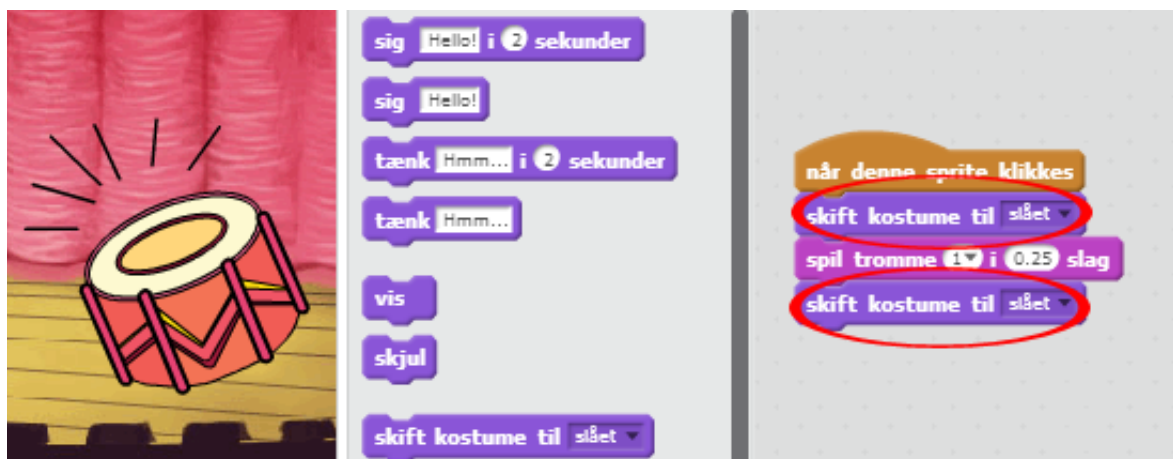 sig Hello! i 2 sekunder
sig Hello!
tænk Hmm... i 2 sekunder
tænk Hmm...
vis
skjul
skift kostume til slået
når denne sprite klikkes
skift kostume til slået
spil tromme 1 i 0.25 slag
skift kostume til slået